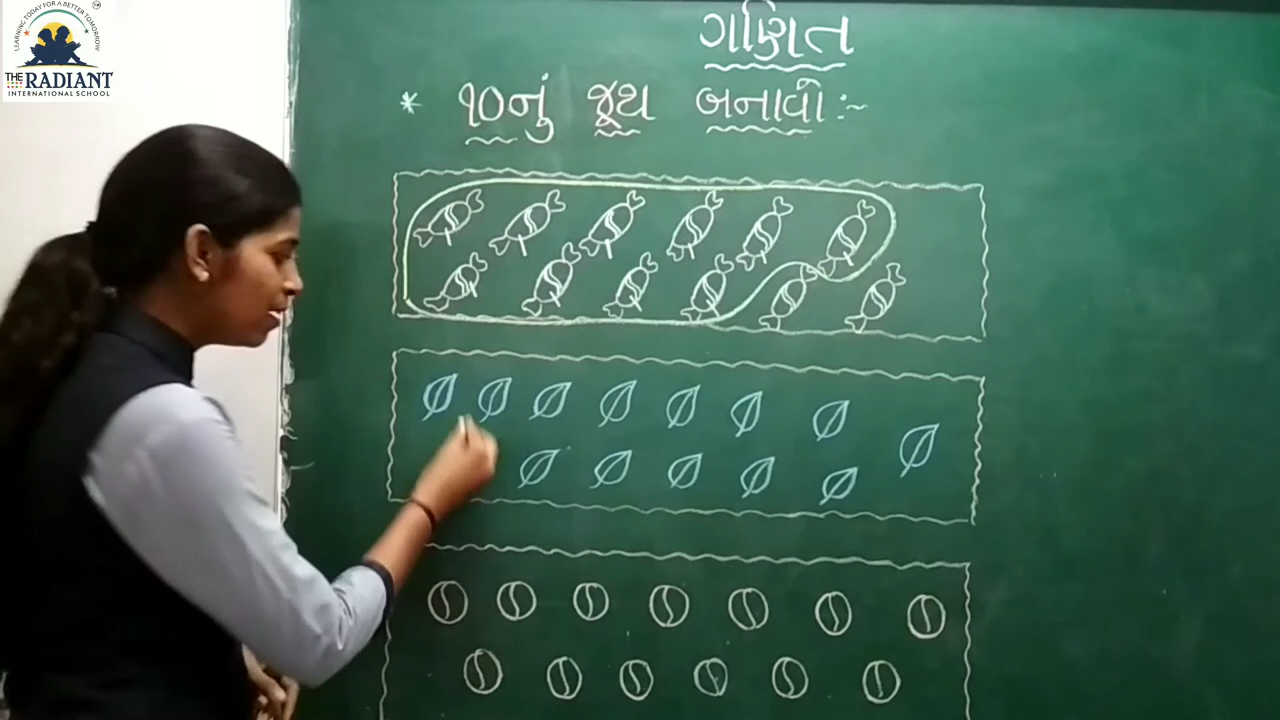 LEARNING TODAY FOR A BETTER TOMORROW
THE RADIANT
INTERNATIONAL SCHOOL
ગણિત
* ૧૦નું જૂથ બનાવો :~